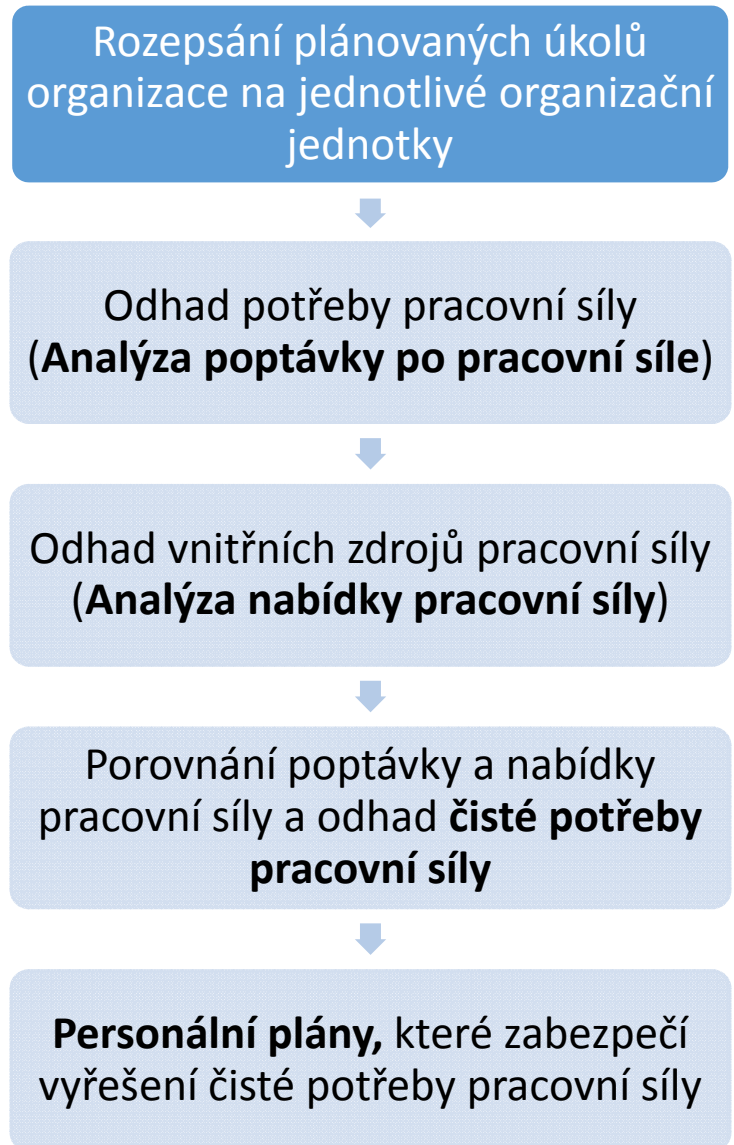 Rozepsání plánovaných úkolů
organizace na jednotlivé organizační
jednotky
Odhad potřeby pracovní síly
(Analýza poptávky po pracovní síle)
Odhad vnitřních zdrojů pracovní síly
(Analýza nabídky pracovní síly)
Porovnání poptávky a nabídky
pracovní síly a odhad čisté potřeby
pracovní síly
Personální plány, které zabezpečí
vyřešení čisté potřeby pracovní síly